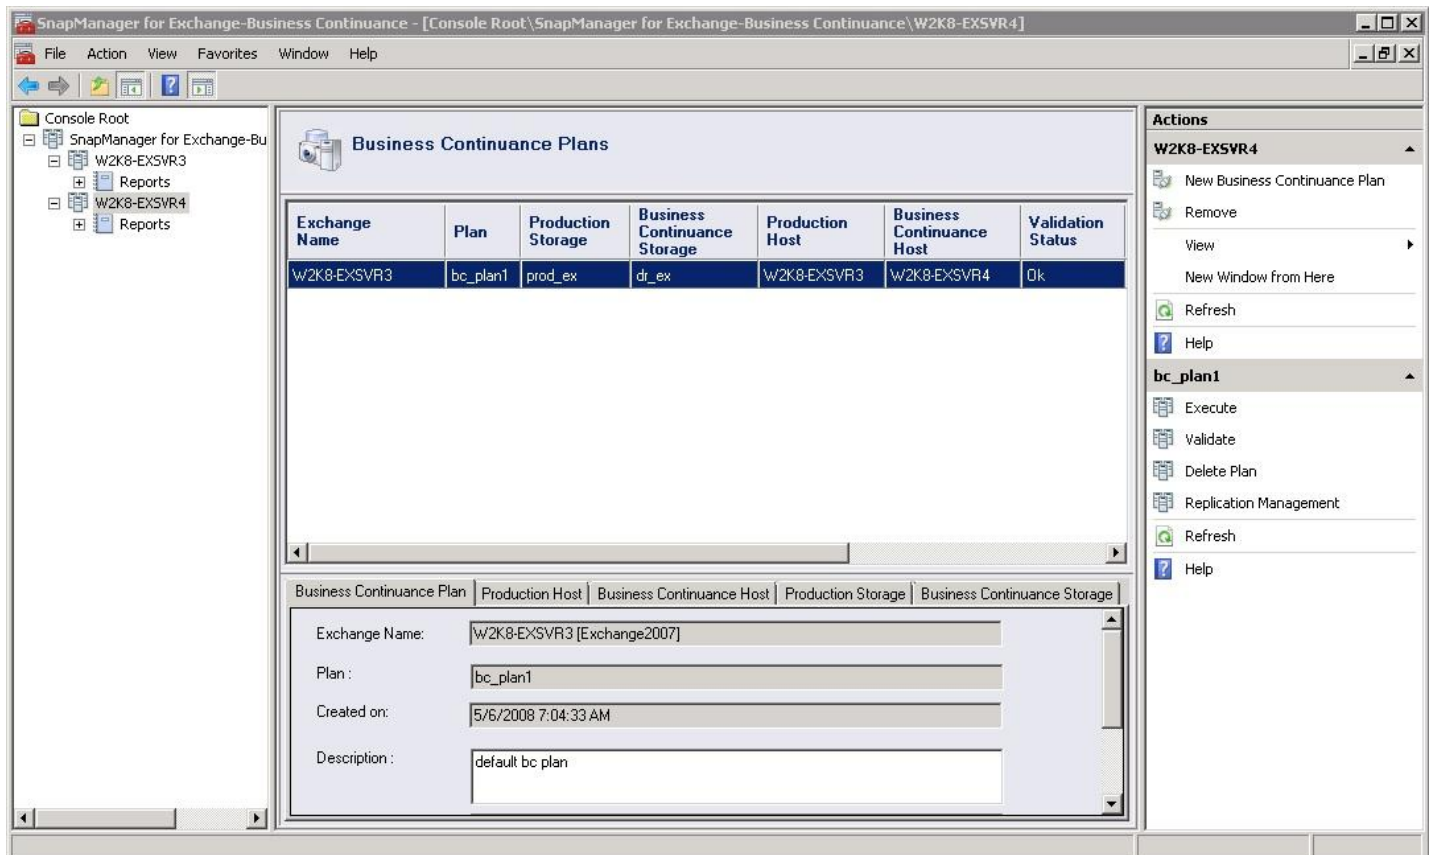 SnapManager for Exchange-Business Continuance - [Console Root\SnapManager for Exchange-Business Continuance\W2K8-EXSVR4]
File Action View Favorites Window Help
Console Root
SnapManager for Exchange-Bu
W2K8-EXSVR3
Reports
W2K8-EXSVR4
Reports
Business Continuance Plans
Exchange Name
Plan
Production Storage
Business Continuance Storage
Production Host
Business Continuance Host
Validation Status
W2K8-EXSVR3 bc_plan1 prod_ex dr_ex W2K8-EXSVR3 W2K8-EXSVR4 Ok
Business Continuance Plan Production Host Business Continuance Host Production Storage Business Continuance Storage
Exchange Name: W2K8-EXSVR3 [Exchange2007]
Plan : bc_plan1
Created on: 5/6/2008 7:04:33 AM
Description : default bc plan
Actions
W2K8-EXSVR4
New Business Continuance Plan
Remove
View
New Window from Here
Refresh
Help
bc_plan1
Execute
Validate
Delete Plan
Replication Management
Refresh
Help